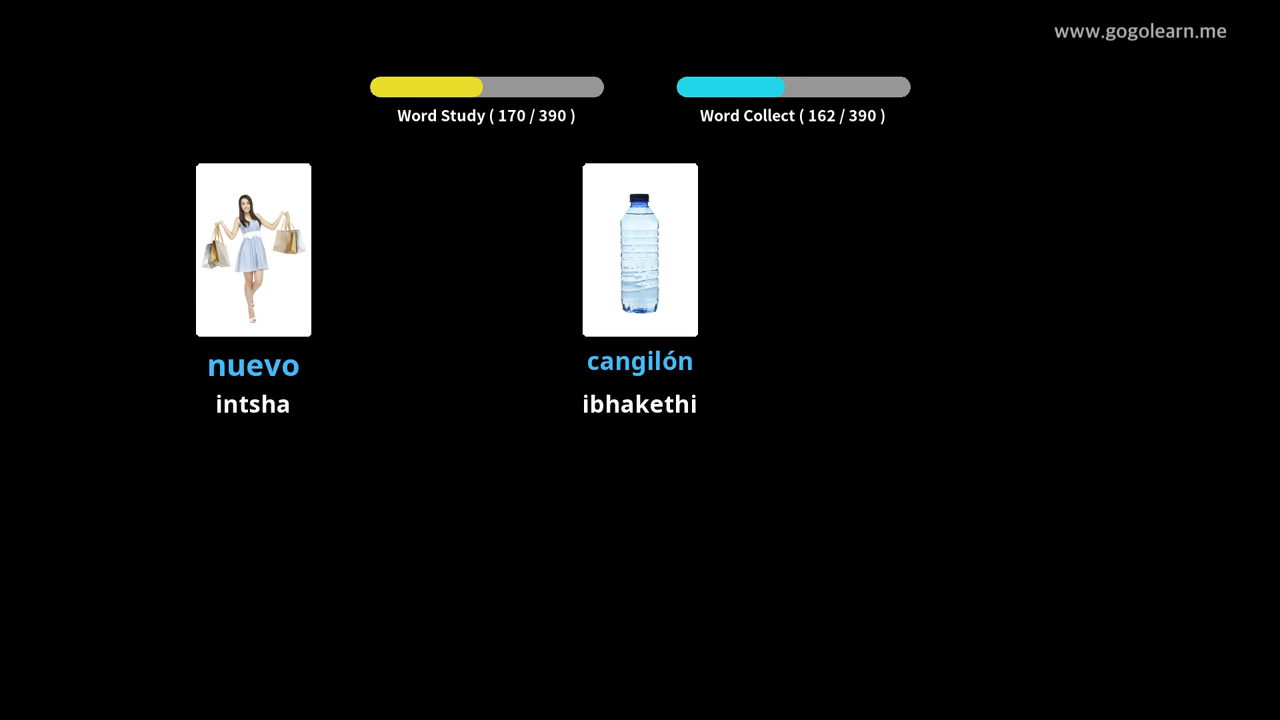 www.gogolearn.me
Word Study ( 170 / 390 )
Word Collect ( 162 / 390 )
nuevo
intsha
cangilón
ibhakethi